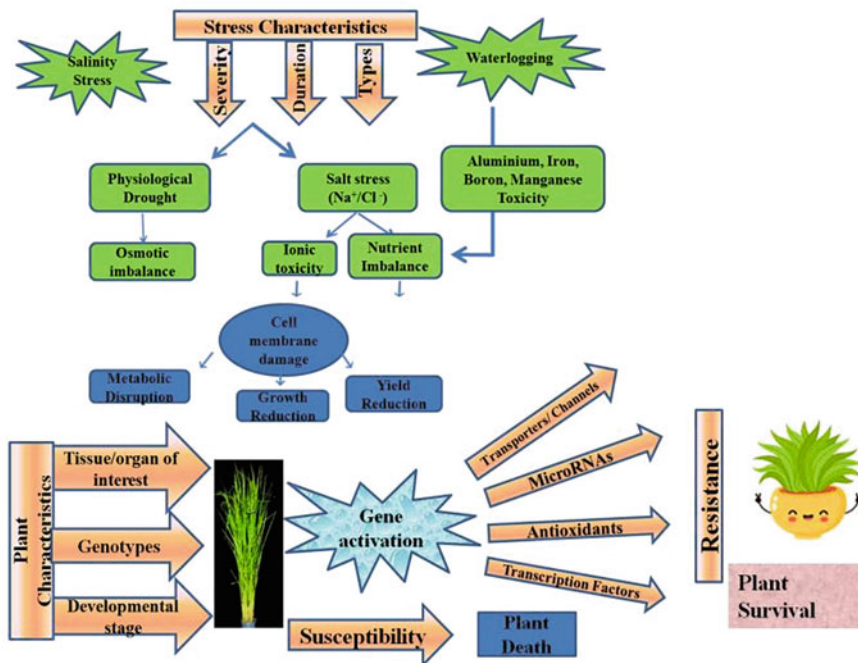 Stress Characteristics
Salinity
Stress
Severity
Duration
Types
Waterlogging
Physiological
Drought
Salt stress
(Na⁺/Cl⁻)
Aluminium, Iron,
Boron, Manganese
Toxicity
Osmotic
imbalance
Ionic
toxicity
Nutrient
Imbalance
Cell
membrane
damage
Metabolic
Disruption
Growth
Reduction
Yield
Reduction
Plant
Characteristics
Tissue/organ of
interest
Genotypes
Developmental
stage
Gene
activation
Transporters/ Channels
MicroRNAs
Antioxidants
Transcription Factors
Resistance
Plant
Survival
Susceptibility
Plant
Death